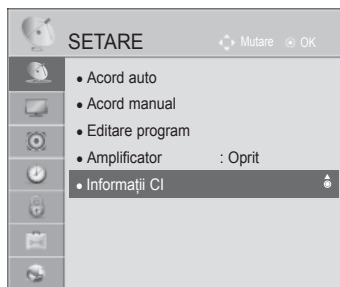 SETARE
Mutare OK
• Acord auto
• Acord manual
• Editare program
• Amplificator : Oprit
• Informații CI